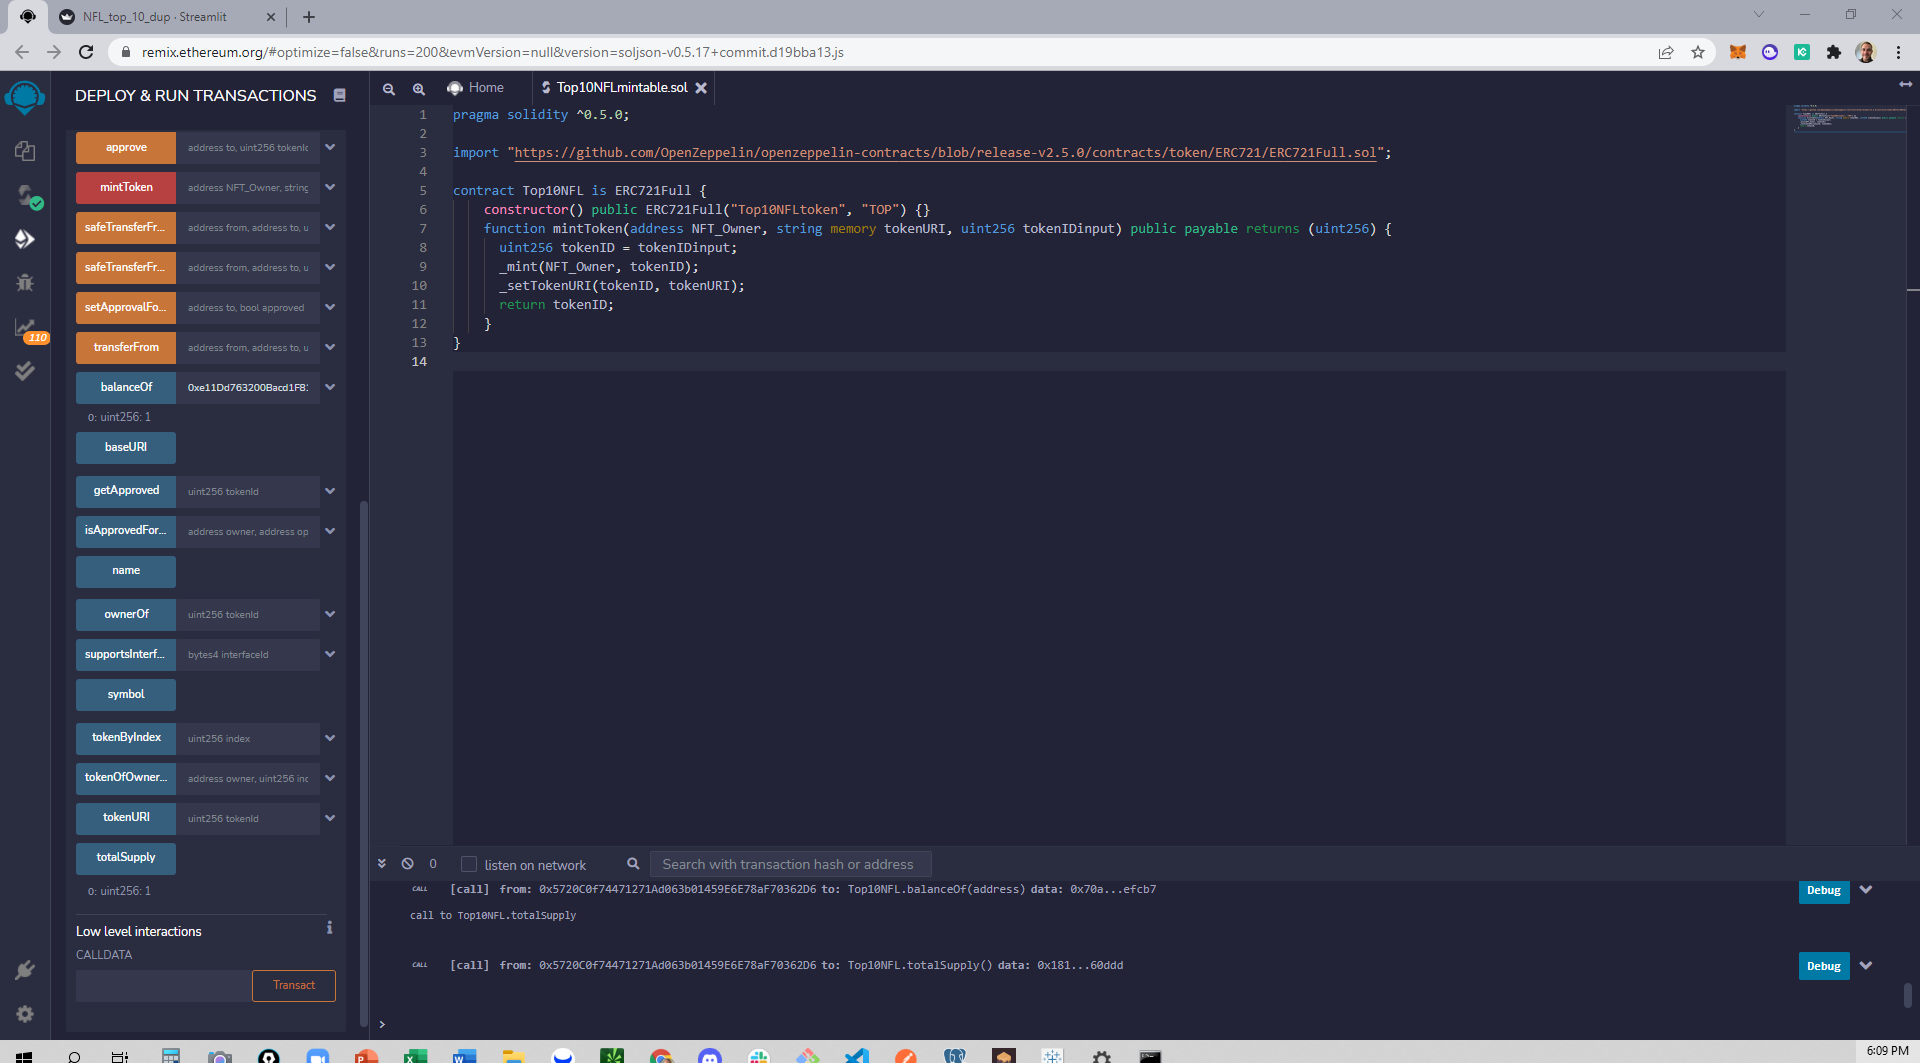 NFL_top_10_dup · Streamlit
remix.ethereum.org/#optimize=false&runs=200&evmVersion=null&version=soljson-v0.5.17+commit.d19bba13.js
DEPLOY & RUN TRANSACTIONS
approve address to, uint256 tokenId
mintToken address NFT_Owner, string
safeTransferFr... address from, address to, u
safeTransferFr... address from, address to, u
setApprovalFo... address to, bool approved
transferFrom address from, address to, u
balanceOf 0xe11Dd763200Bacd1F8
0: uint256: 1
baseURI
getApproved uint256 tokenId
isApprovedFor... address owner, address op
name
ownerOf uint256 tokenId
supportsInterf... bytes4 interfaceId
symbol
tokenByIndex uint256 index
tokenOfOwner... address owner, uint256 inc
tokenURI uint256 tokenId
totalSupply
0: uint256: 1
Low level interactions
CALLDATA
Transact
110
Home Top10NFLmintable.sol
1 pragma solidity ^0.5.0;
2
3 import "https://github.com/OpenZeppelin/openzeppelin-contracts/blob/release-v2.5.0/contracts/token/ERC721/ERC721Full.sol";
4
5 contract Top10NFL is ERC721Full {
6 constructor() public ERC721Full("Top10NFLtoken", "TOP") {}
7 function mintToken(address NFT_Owner, string memory tokenURI, uint256 tokenIDinput) public payable returns (uint256) {
8 uint256 tokenID = tokenIDinput;
9 _mint(NFT_Owner, tokenID);
10 _setTokenURI(tokenID, tokenURI);
11 return tokenID;
12 }
13 }
14
0 listen on network Search with transaction hash or address
CALL [call] from: 0x5720C0f74471271Ad063b01459E6E78aF70362D6 to: Top10NFL.balanceOf(address) data: 0x70a...efcb7 Debug
call to Top10NFL.totalSupply
CALL [call] from: 0x5720C0f74471271Ad063b01459E6E78aF70362D6 to: Top10NFL.totalSupply() data: 0x181...60ddd Debug
>
6:09 PM